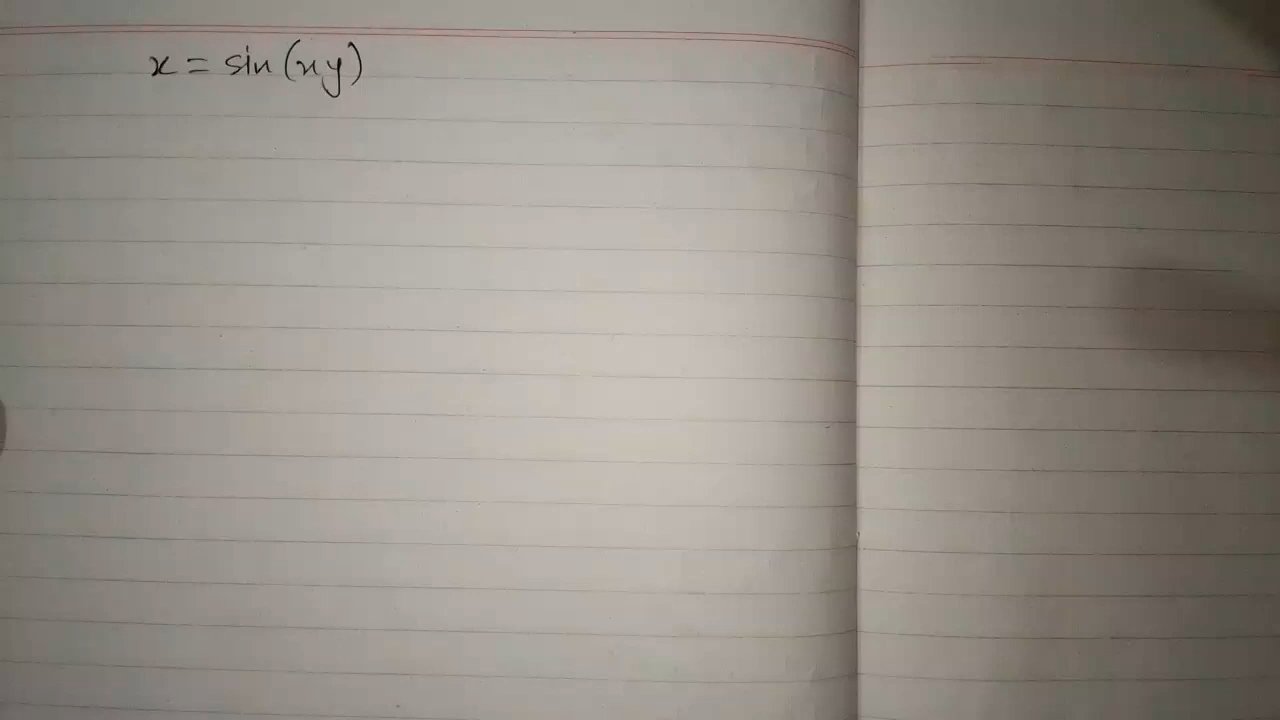 x = sin(xy)